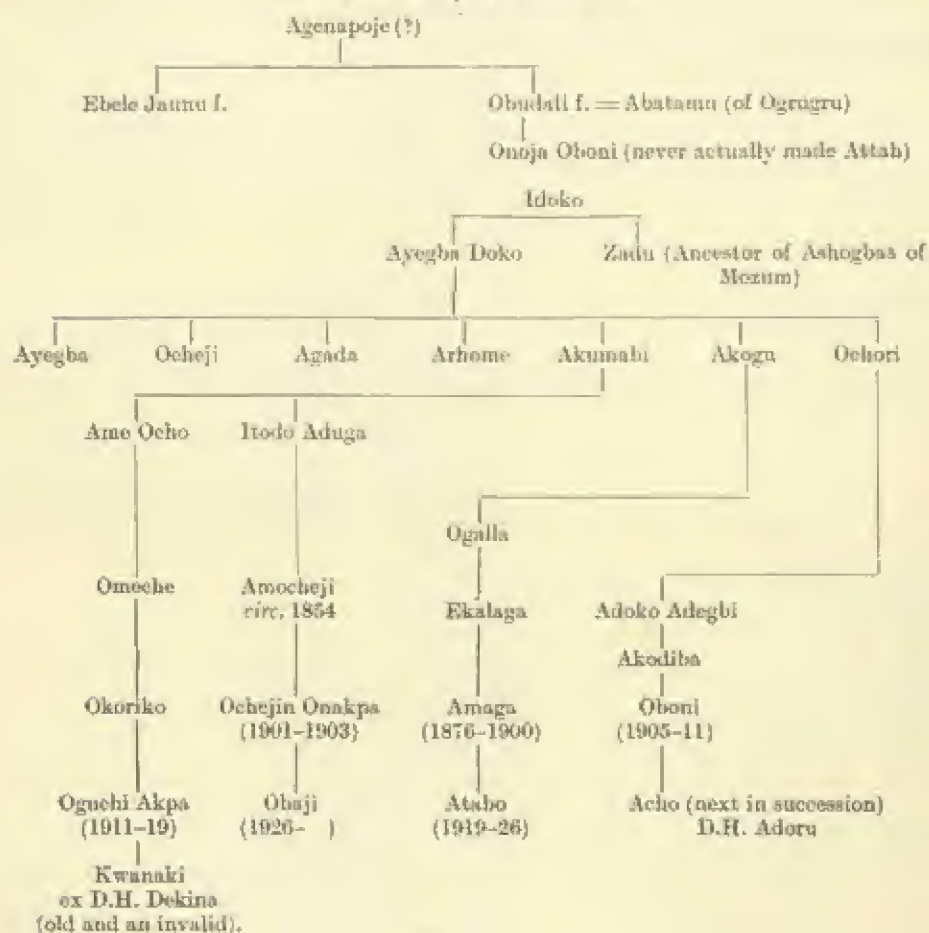 Agenapoje (?)
Ebele Jaunu f. Obudali f. = Abatamu (of Ogrugru)
Onoja Oboni (never actually made Attah)
Idoko
Ayegba Doko Zadu (Ancestor of Ashogbas of
Mozum)
Ayegba Ocheji Agada Arhome Akumabi Akogu Ochori
Ame Ocho Itodo Aduga
Ogalla
Omeche Amocheji Ekalaga Adoko Adegbi
circ. 1854
Akodiba
Okoriko Ochejin Onakpa Amaga Oboni
(1901–1903) (1876–1900) (1905–11)
Oguchi Akpa Obaji Atabo Acho (next in succession)
(1911–19) (1926– ) (1919–26) D.H. Adoru
Kwanaki
ex D.H. Dekina
(old and an invalid).